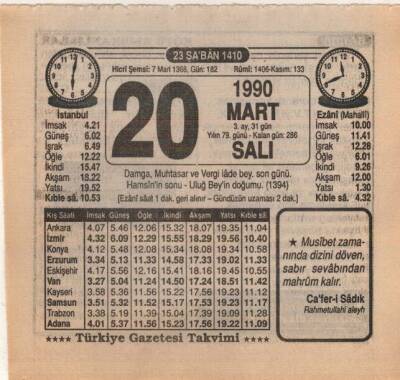 23 ŞA'BÂN 1410
Hicrî Şemsî: 7 Mart 1368, Gün: 182 Rûmî: 1406-Kasım: 133
İstanbul
İmsak 4.21
Güneş 6.02
İşrak 6.49
Öğle 12.22
İkindi 15.47
Akşam 18.22
Yatsı 19.52
Kıble sâ. 10.53
20
1990
MART
3. ay, 31 gün
Yılın 79. günü - Kalan gün: 286
SALI
Ezânî (Mahallî)
İmsak 10.00
Güneş 11.41
İşrak 12.28
Öğle 6.01
İkindi 9.26
Akşam 12.00
Yatsı 1.30
Kıble sâ. 4.32
Damga, Muhtasar ve Vergi iâde bey. son günü.
Hamsîn'in sonu - Uluğ Bey'in doğumu. (1394)
[Ezânî sâat 1 dak. geri alınır – Gündüzün uzaması 2 dak.]
Kış Sâati İmsak Güneş Öğle İkindi Akşam Yatsı Kıble sâ.
Ankara 4.07 5.46 12.06 15.32 18.07 19.35 11.04
İzmir 4.32 6.09 12.29 15.55 18.29 19.56 10.40
Konya 4.12 5.48 12.08 15.34 18.08 19.34 10.58
Erzurum 3.34 5.13 11.33 14.58 17.33 19.02 11.33
Eskişehir 4.17 5.56 12.16 15.41 18.16 19.45 10.55
Van 3.27 5.04 11.24 14.50 17.24 18.51 11.42
Kayseri 3.58 5.36 11.56 15.22 17.56 19.23 11.12
Samsun 3.51 5.32 11.52 15.17 17.52 19.23 11.17
Trabzon 3.38 5.19 11.39 15.04 17.39 19.09 11.28
Adana 4.01 5.37 11.56 15.23 17.56 19.22 11.09
★ Musîbet zama-
nında dizini döven,
sabır sevâbından
mahrûm kalır.
Ca'fer-i Sâdık
Rahmetullahi aleyh
★★★★ Türkiye Gazetesi Takvimi ★★★★